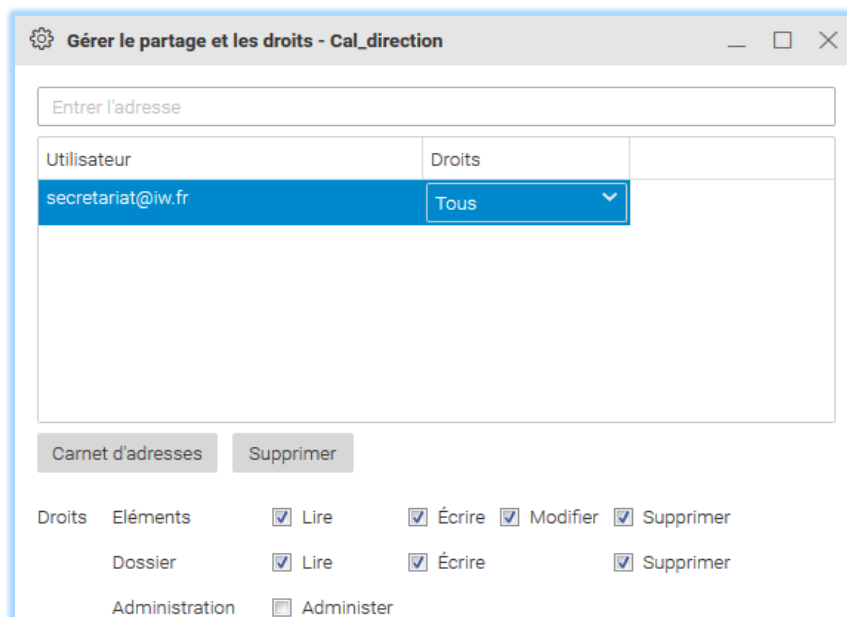 Gérer le partage et les droits - Cal_direction
Entrer l'adresse
Utilisateur Droits
secretariat@iw.fr Tous
Carnet d'adresses Supprimer
Droits Eléments Lire Écrire Modifier Supprimer
Dossier Lire Écrire Supprimer
Administration Administer